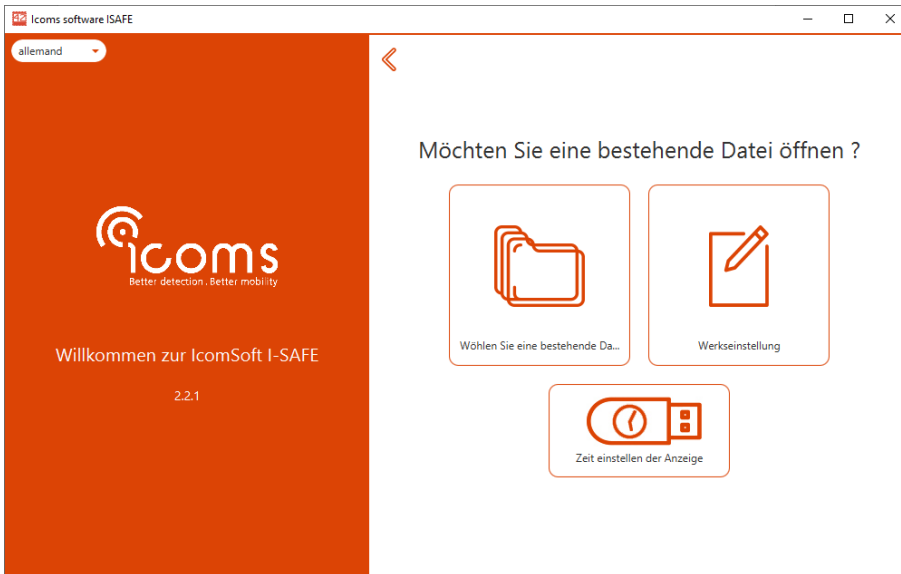 Icoms software ISAFE
allemand
Möchten Sie eine bestehende Datei öffnen ?
icoms
Better detection, Better mobility
Wöhlen Sie eine bestehende Da...
Werkseinstellung
Willkommen zur IcomSoft I-SAFE
2.2.1
Zeit einstellen der Anzeige